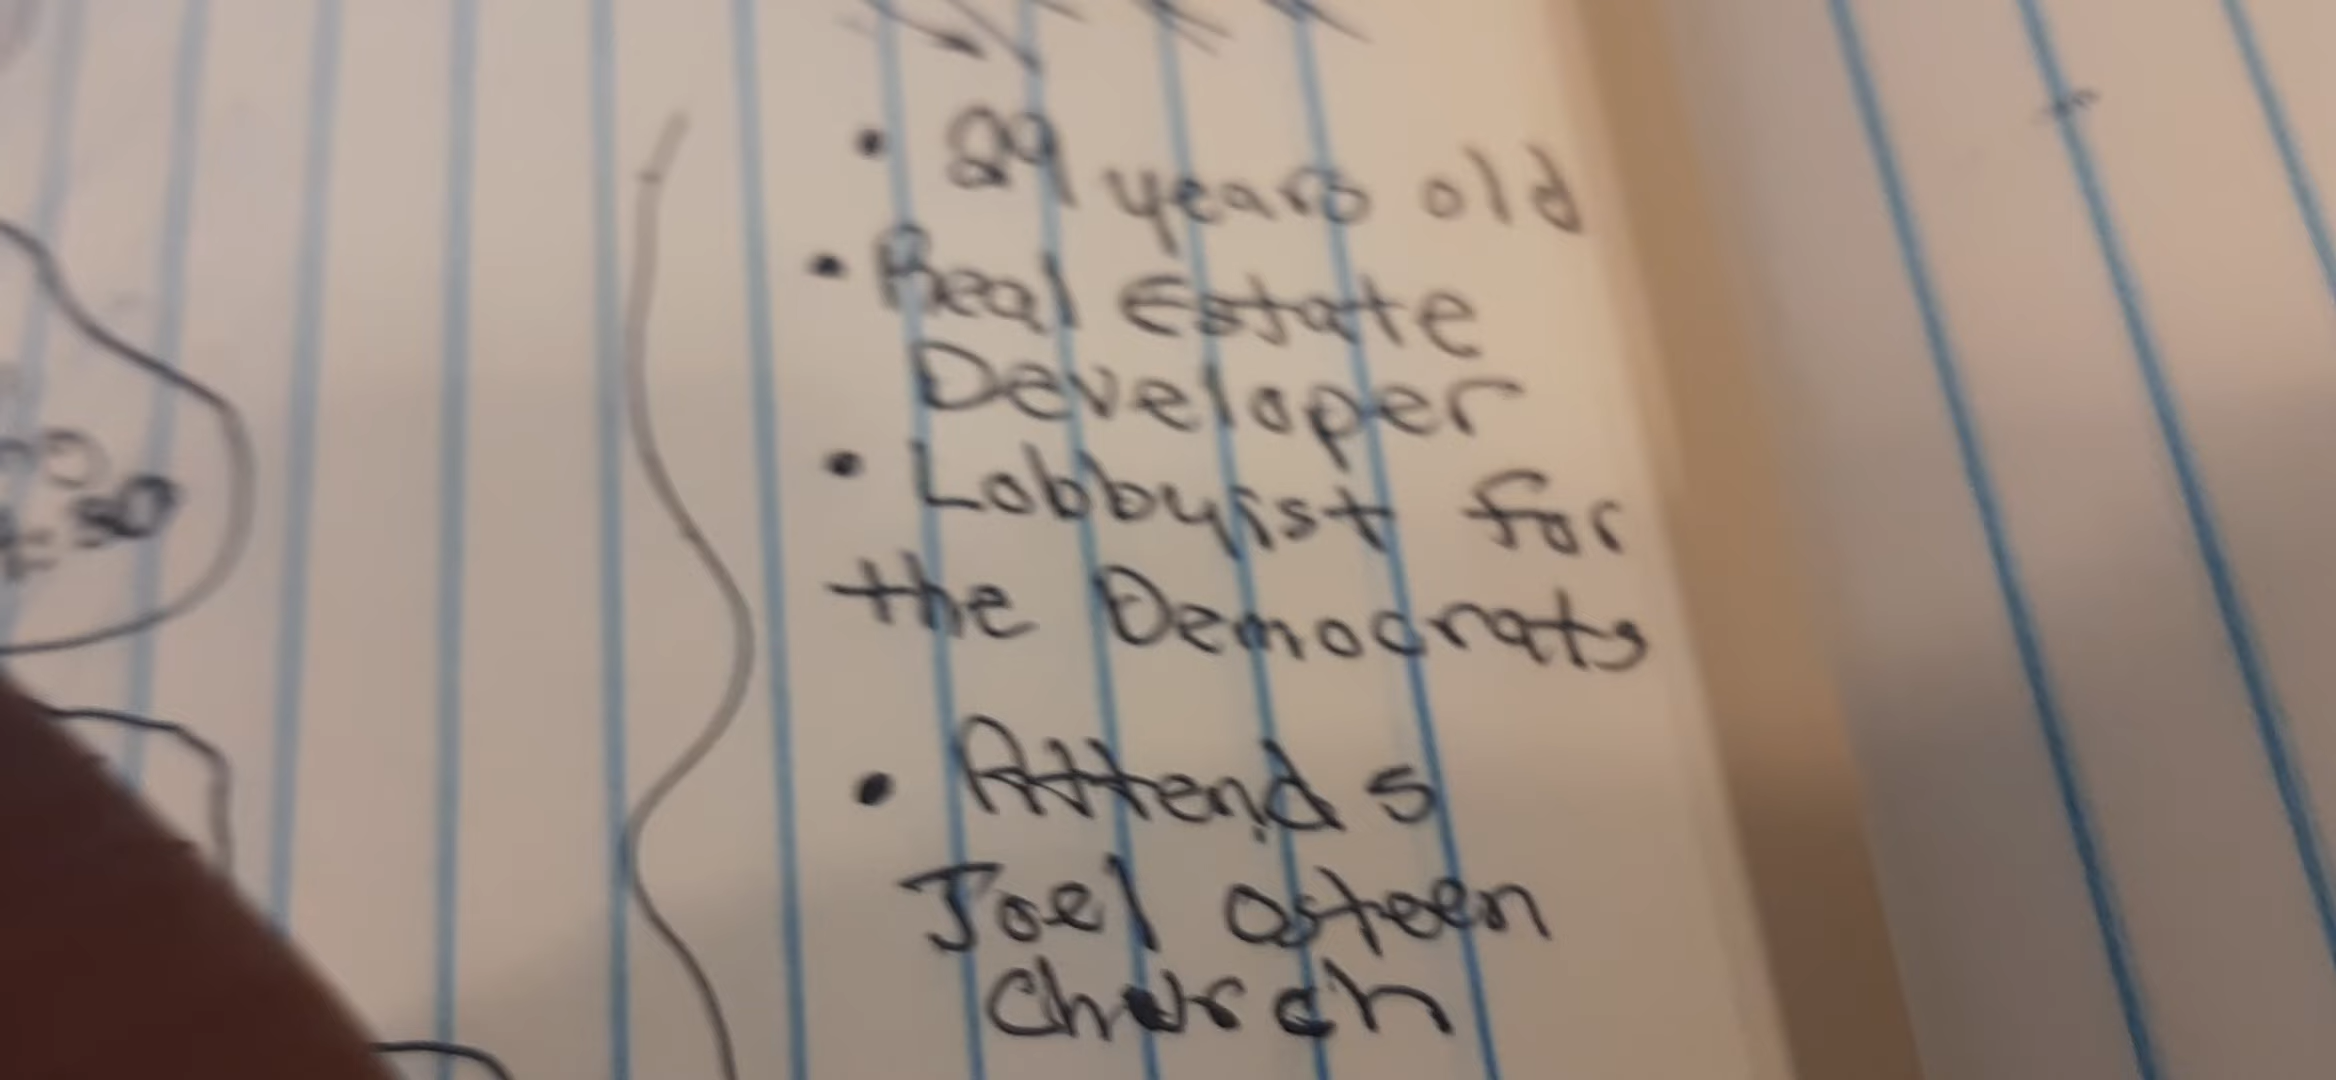 • 29 years old
• Real Estate
Developer
• Lobbyist for
the Democrats
• Attends
Joel osteen
Church